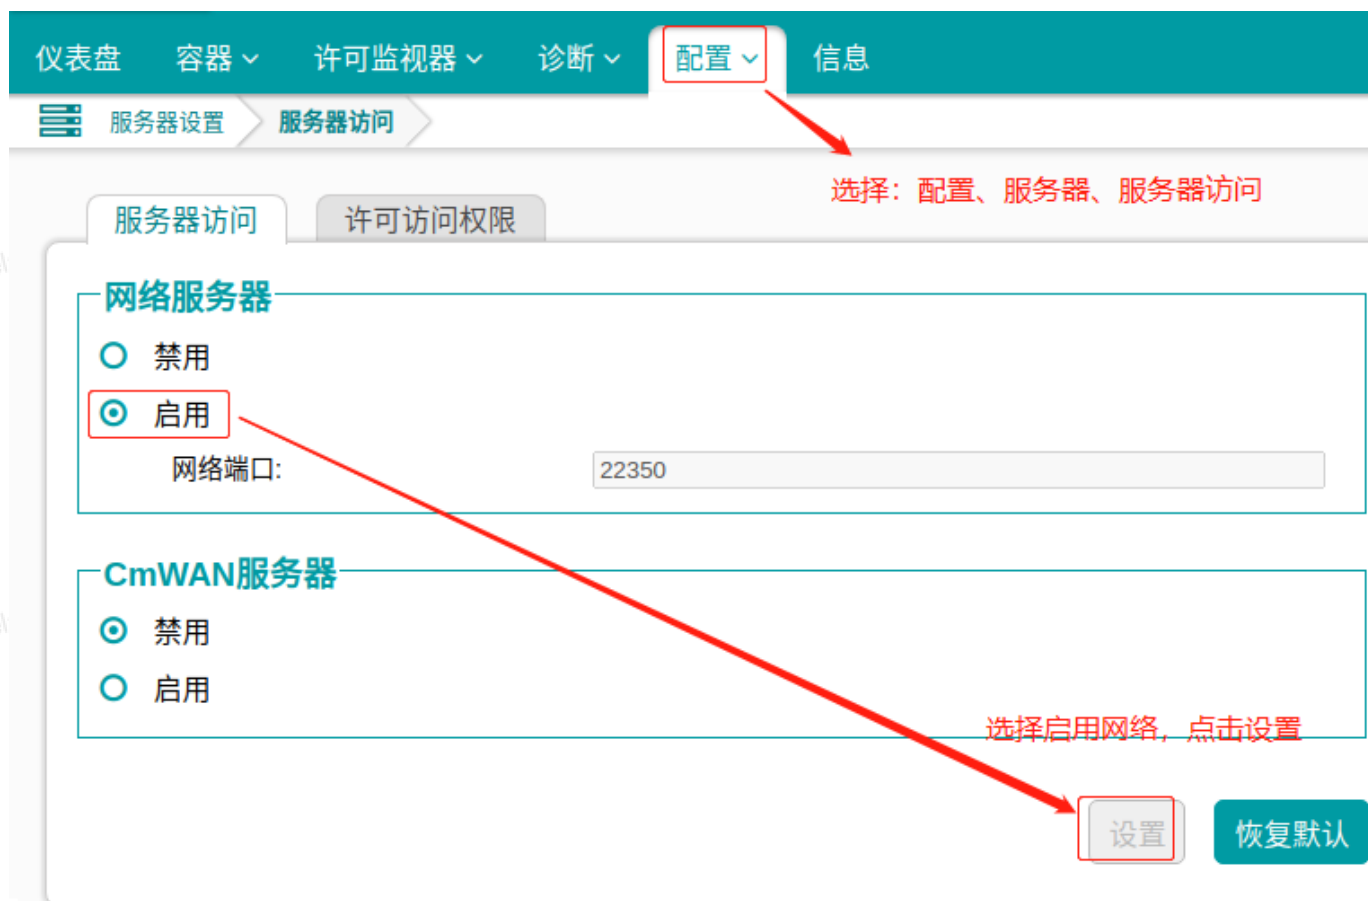 仪表盘 容器 许可监视器 诊断 配置 信息
服务器设置 服务器访问
选择：配置、服务器、服务器访问
服务器访问 许可访问权限
网络服务器
禁用
启用
网络端口: 22350
CmWAN服务器
禁用
启用
选择启用网络，点击设置
设置 恢复默认